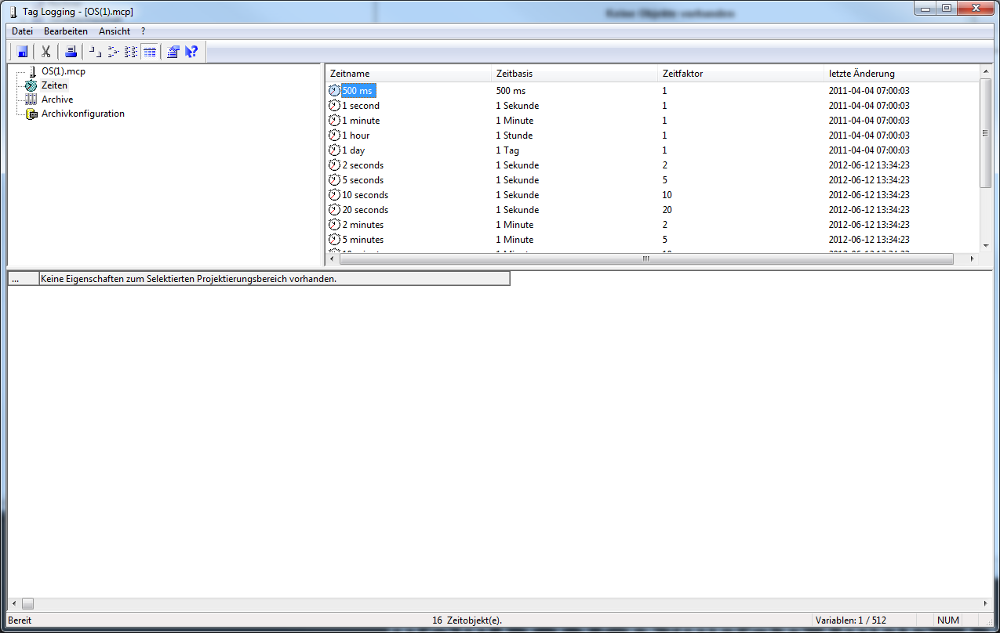 Tag Logging - [OS(1).mcp]
Keine Objekte vorhanden
Datei Bearbeiten Ansicht ?
OS(1).mcp
Zeiten
Archive
Archivkonfiguration
Zeitname Zeitbasis Zeitfaktor letzte Änderung
500 ms 500 ms 1 2011-04-04 07:00:03
1 second 1 Sekunde 1 2011-04-04 07:00:03
1 minute 1 Minute 1 2011-04-04 07:00:03
1 hour 1 Stunde 1 2011-04-04 07:00:03
1 day 1 Tag 1 2011-04-04 07:00:03
2 seconds 1 Sekunde 2 2012-06-12 13:34:23
5 seconds 1 Sekunde 5 2012-06-12 13:34:23
10 seconds 1 Sekunde 10 2012-06-12 13:34:23
20 seconds 1 Sekunde 20 2012-06-12 13:34:23
2 minutes 1 Minute 2 2012-06-12 13:34:23
5 minutes 1 Minute 5 2012-06-12 13:34:23
... Keine Eigenschaften zum Selektierten Projektierungsbereich vorhanden.
Bereit 16 Zeitobjekt(e). Variablen: 1 / 512 NUM